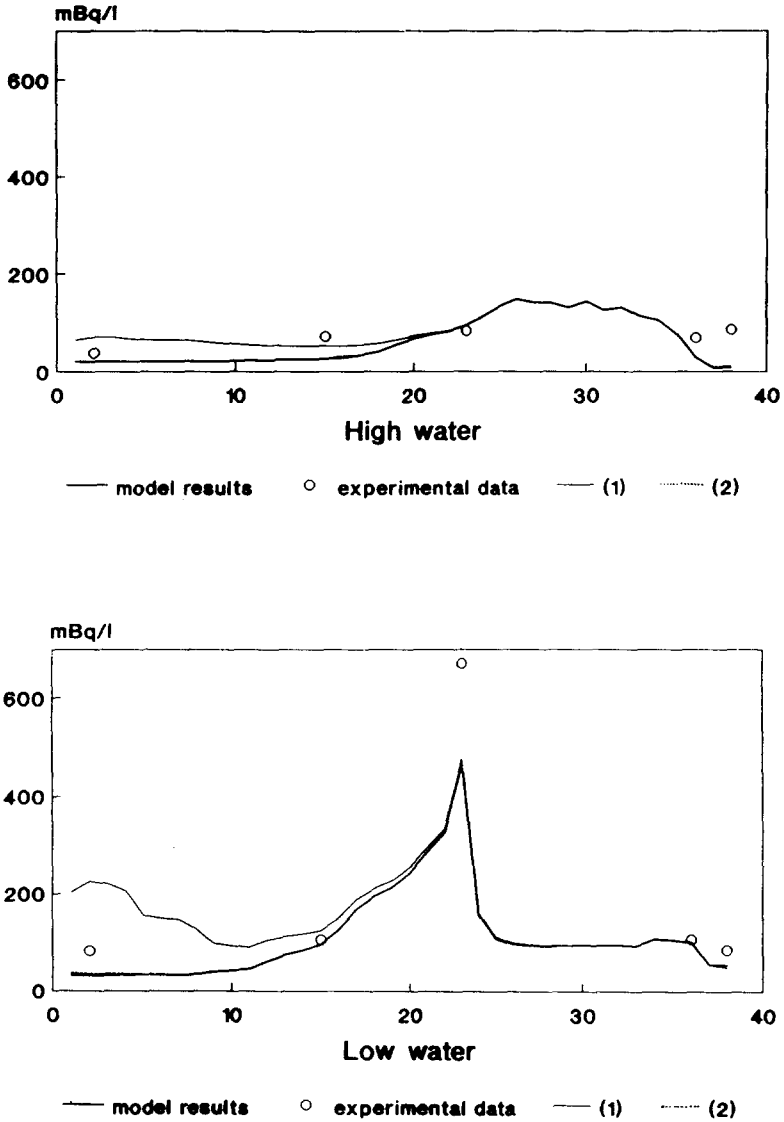 mBq/l
600
400
200
0
0 10 20 30 40
High water
model results experimental data (1) (2)
mBq/l
600
400
200
0
0 10 20 30 40
Low water
model results experimental data (1) (2)